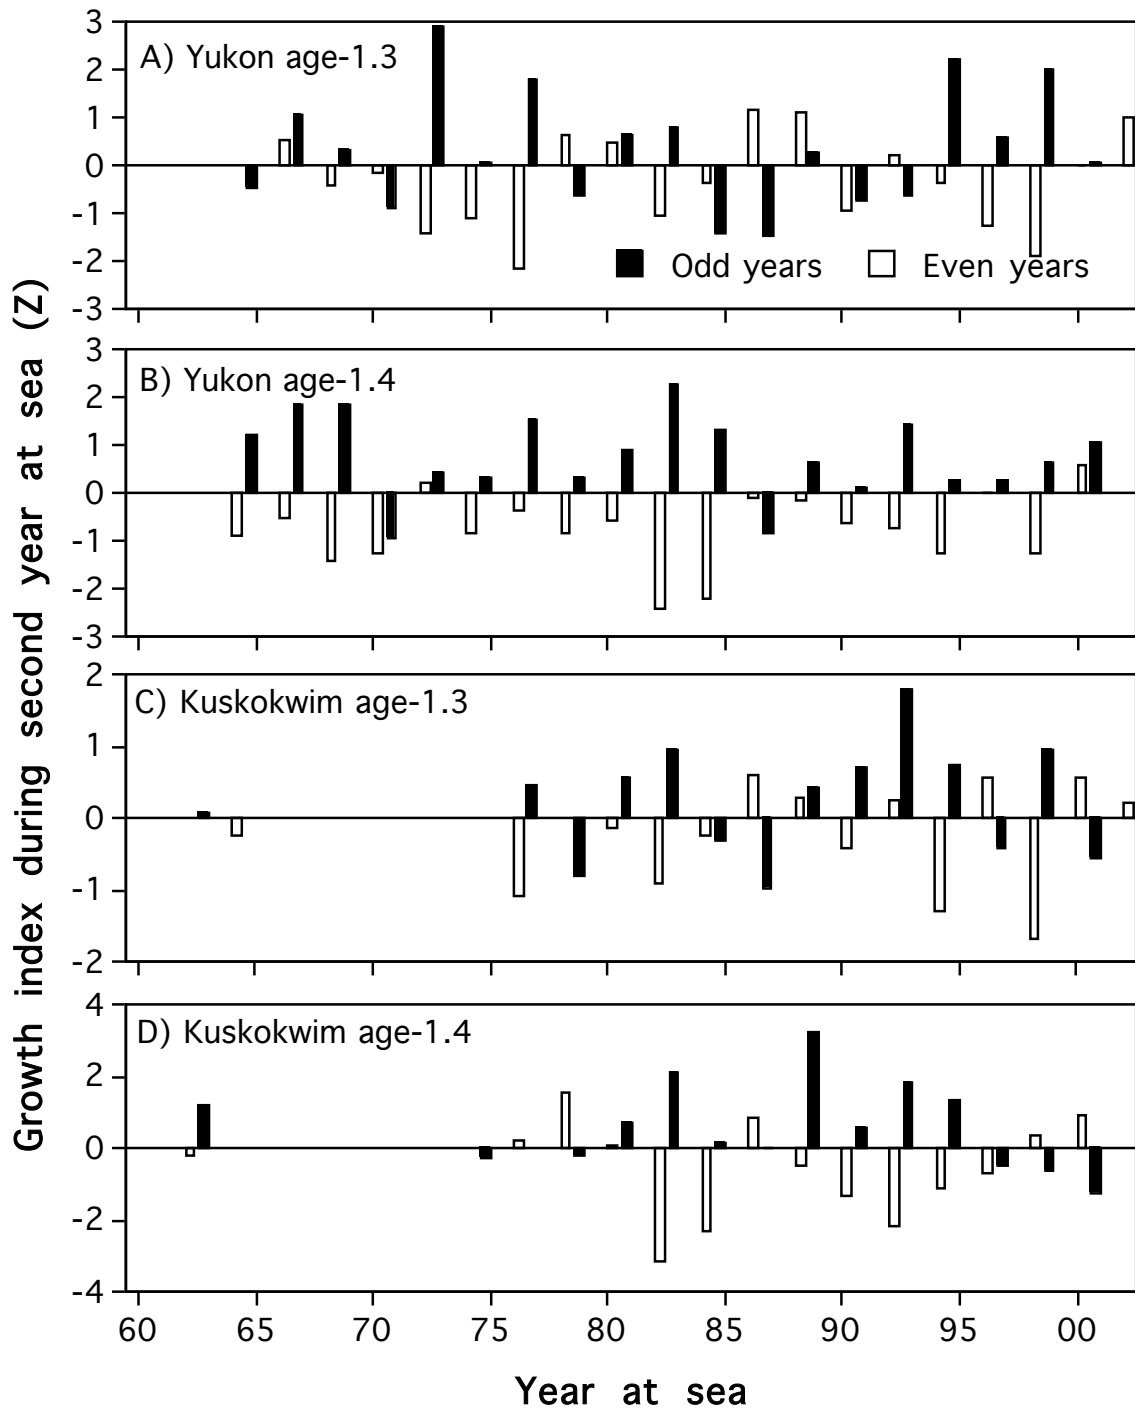 Growth index during second year at sea (Z)
A) Yukon age-1.3
3
2
1
0
-1
-2
-3
Odd years
Even years
B) Yukon age-1.4
3
2
1
0
-1
-2
-3
C) Kuskokwim age-1.3
2
1
0
-1
-2
D) Kuskokwim age-1.4
4
2
0
-2
-4
60 65 70 75 80 85 90 95 00
Year at sea